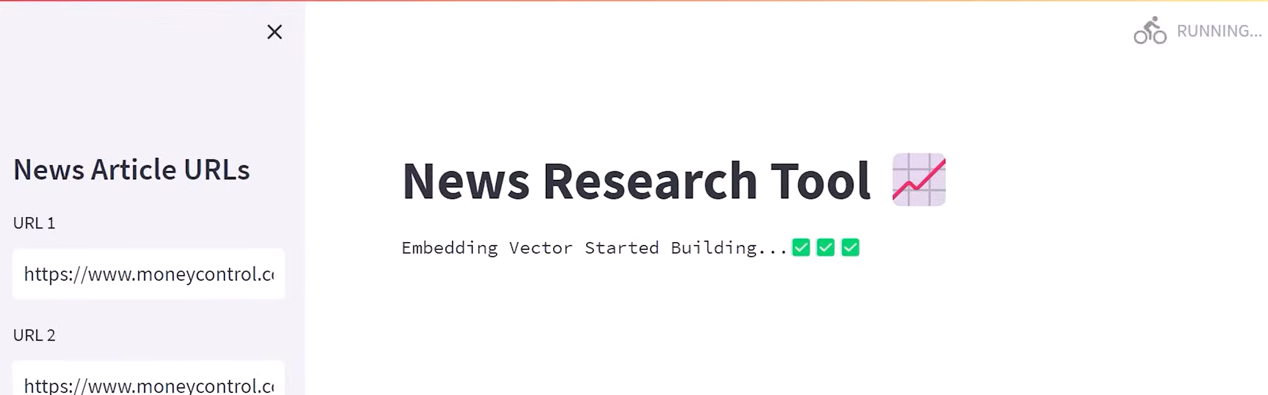 RUNNING...
News Article URLs
News Research Tool 📈
Embedding Vector Started Building...✅✅✅
URL 1
https://www.moneycontrol.c
URL 2
https://www.moneycontrol.c